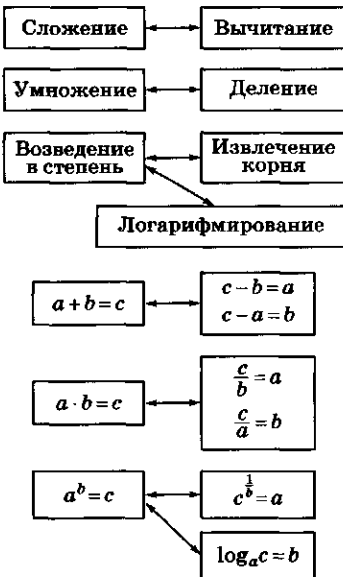 Сложение
Вычитание
Умножение
Деление
Возведение
в степень
Извлечение
корня
Логарифмирование
a + b = c
c − b = a
c − a = b
a · b = c
c/b = a
c/a = b
a^b = c
c^(1/b) = a
log_a c = b